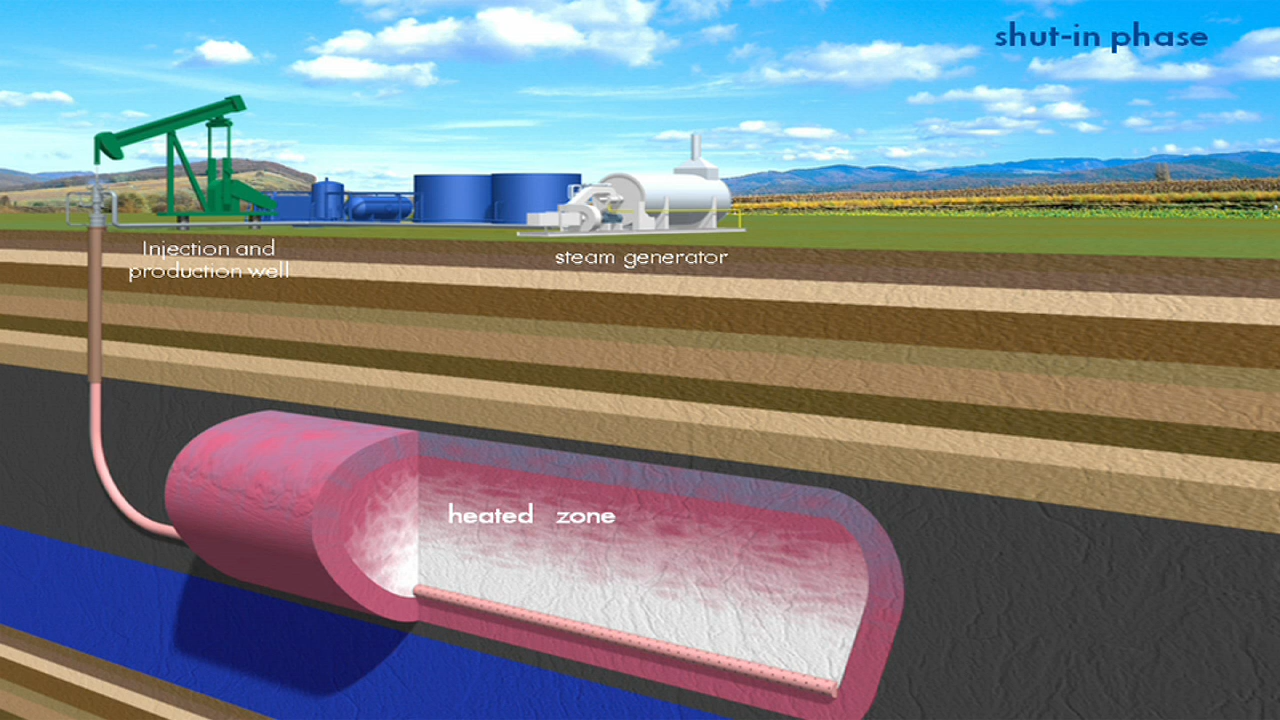 shut-in phase
Injection and
production well
steam generator
heated zone